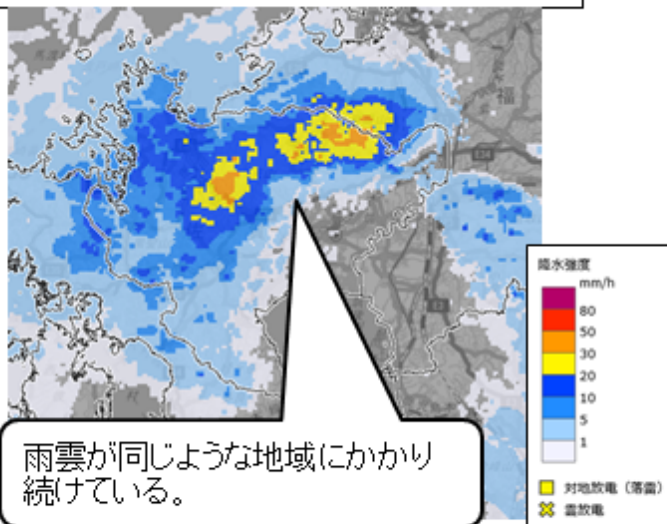 福
降水強度
mm/h
80
50
30
20
10
5
1
対地放電（落雷）
雲放電
雨雲が同じような地域にかかり
続けている。